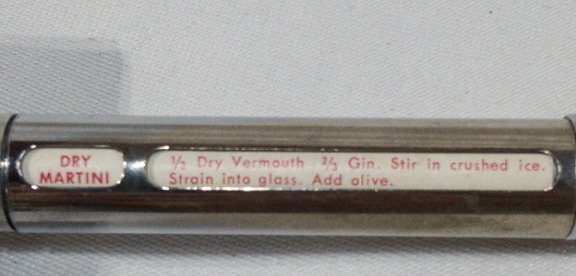 DRY
MARTINI
⅓ Dry Vermouth ⅔ Gin. Stir in crushed ice.
Strain into glass. Add olive.